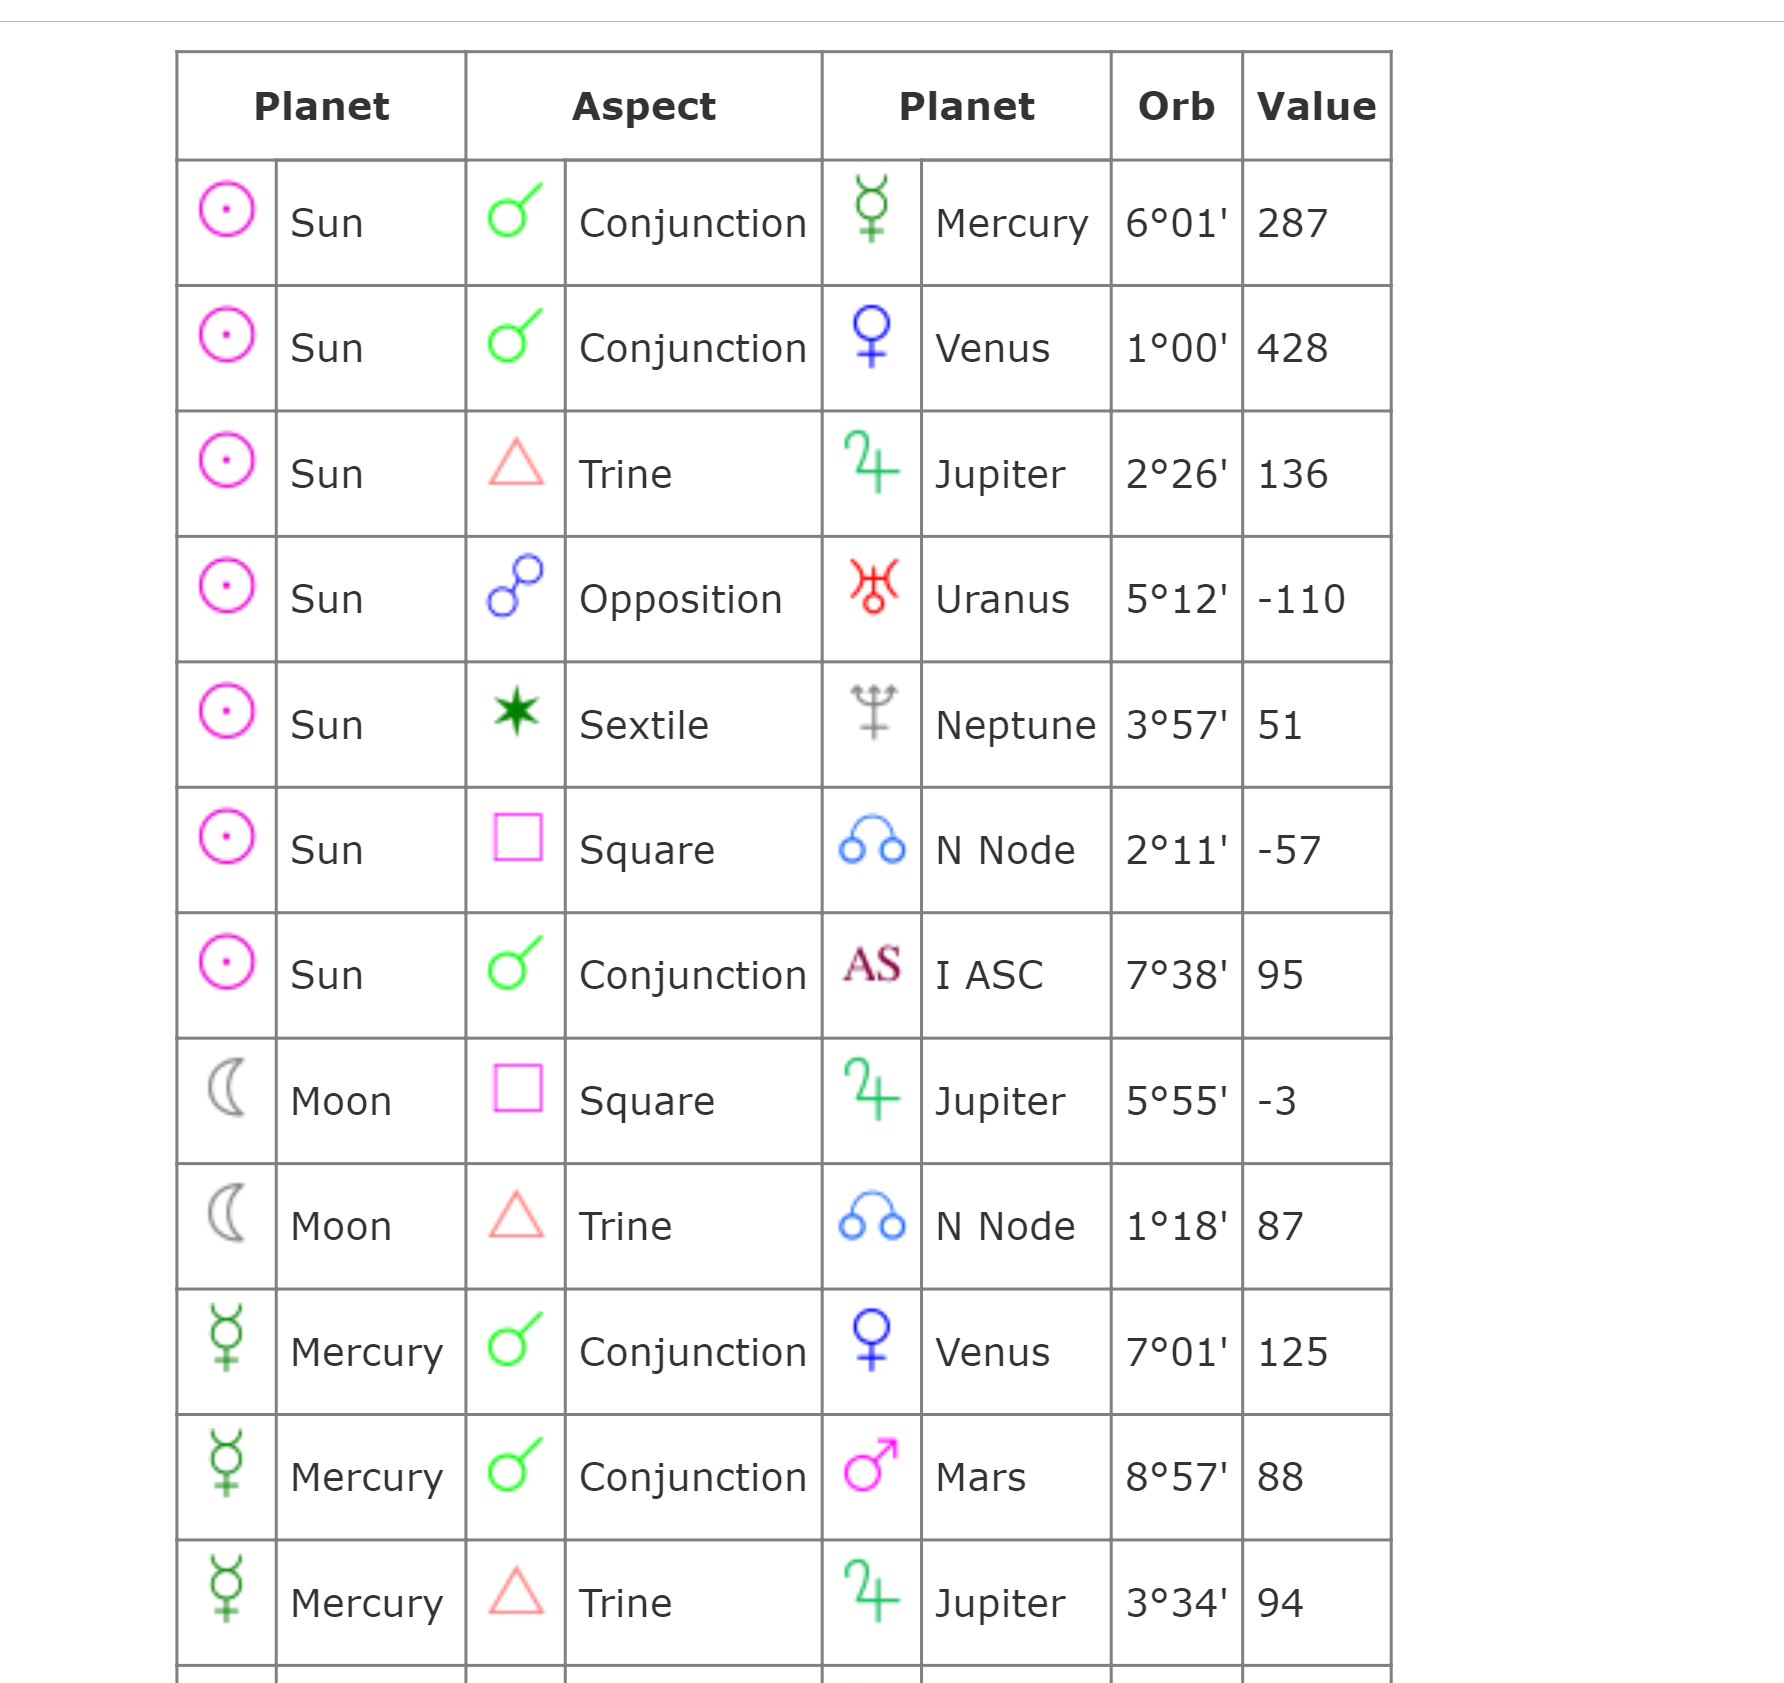 Planet Aspect Planet Orb Value
Sun Conjunction Mercury 6°01' 287
Sun Conjunction Venus 1°00' 428
Sun Trine Jupiter 2°26' 136
Sun Opposition Uranus 5°12' -110
Sun Sextile Neptune 3°57' 51
Sun Square N Node 2°11' -57
Sun Conjunction AS I ASC 7°38' 95
Moon Square Jupiter 5°55' -3
Moon Trine N Node 1°18' 87
Mercury Conjunction Venus 7°01' 125
Mercury Conjunction Mars 8°57' 88
Mercury Trine Jupiter 3°34' 94